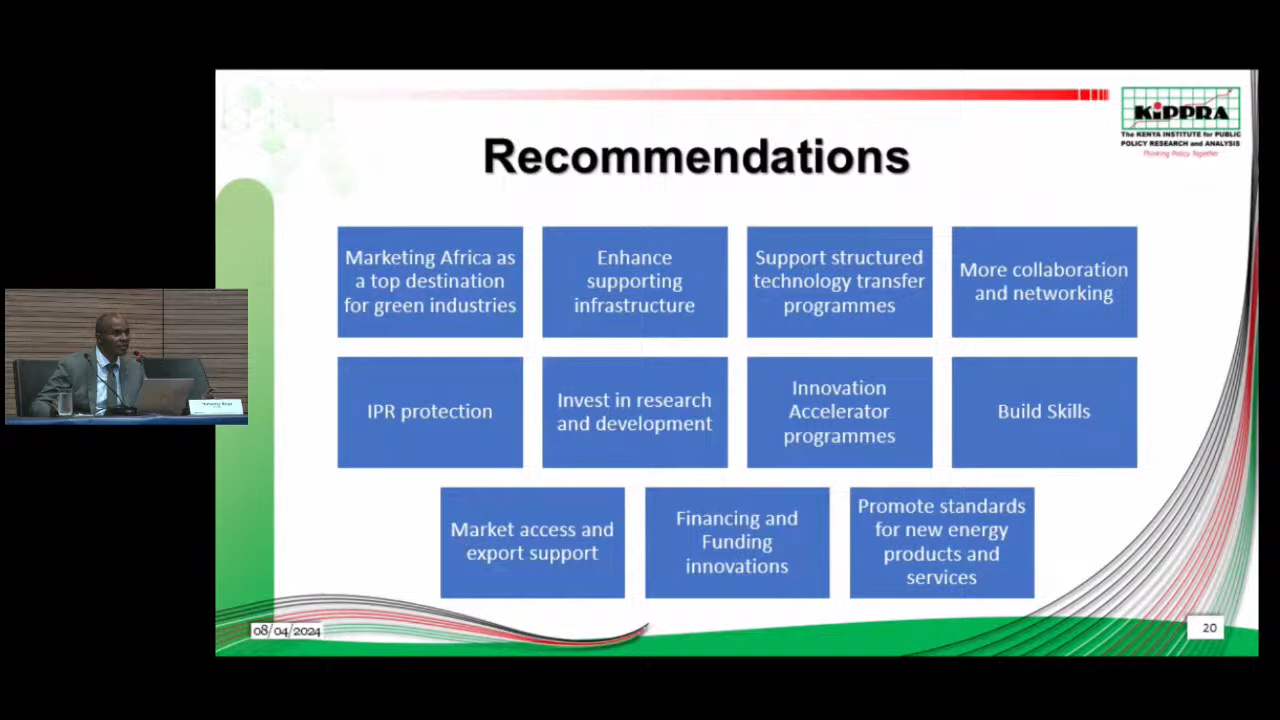 KIPPRA
The KENYA INSTITUTE for PUBLIC
POLICY RESEARCH and ANALYSIS
Thinking Policy Together
Recommendations
Marketing Africa as
a top destination
for green industries
Enhance
supporting
infrastructure
Support structured
technology transfer
programmes
More collaboration
and networking
IPR protection
Invest in research
and development
Innovation
Accelerator
programmes
Build Skills
Market access and
export support
Financing and
Funding
innovations
Promote standards
for new energy
products and
services
08/04/2024
20